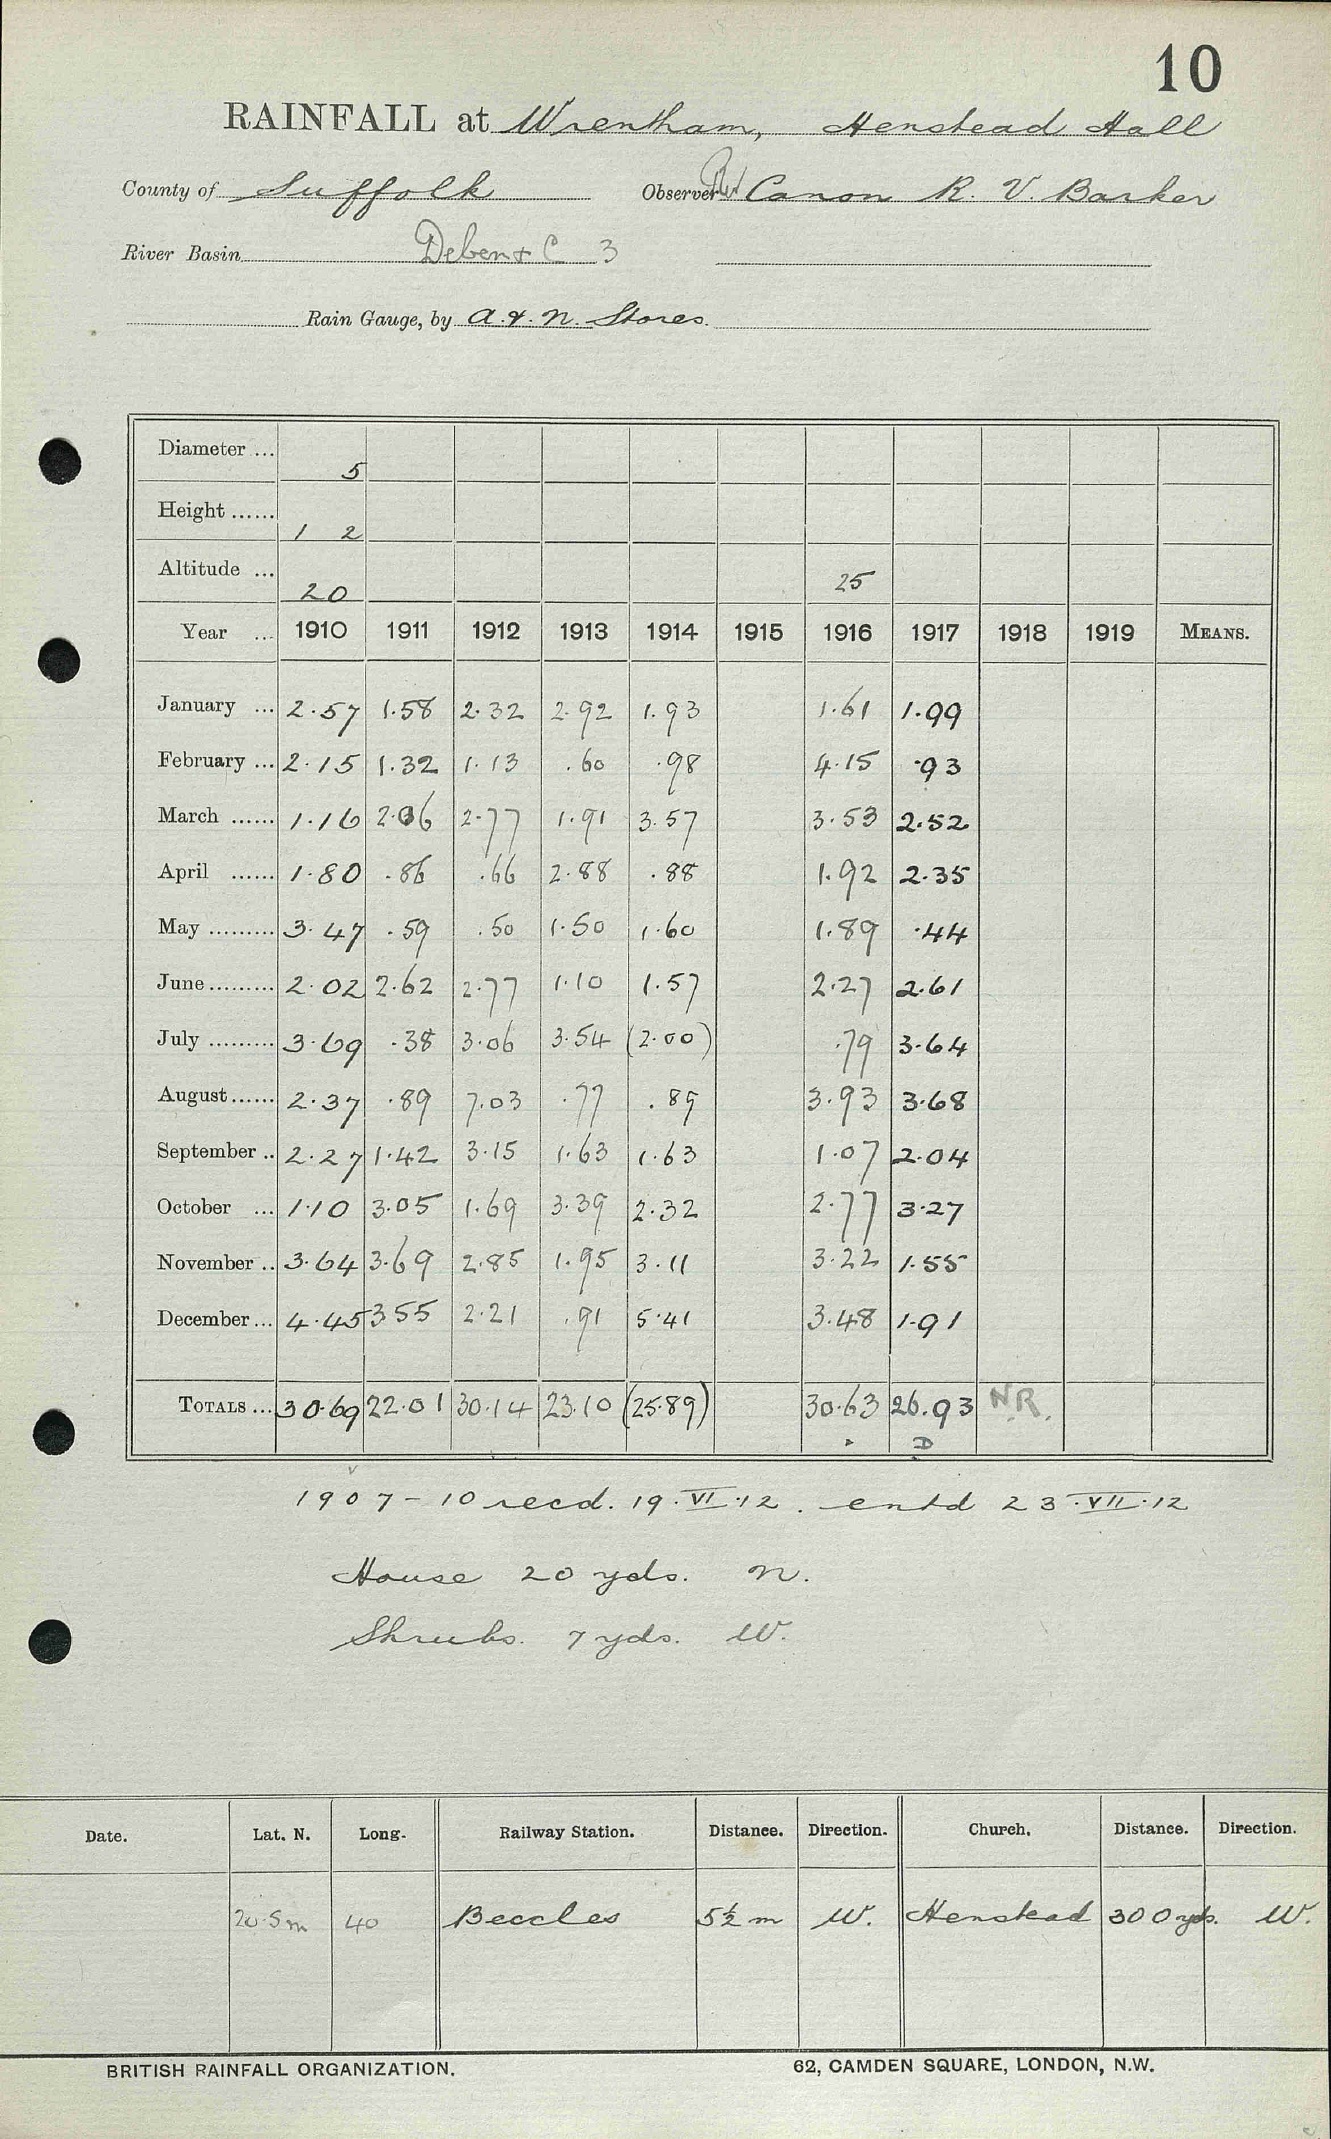 10
RAINFALL at Wrentham, Henstead Hall
County of Suffolk Observer Rev Canon R. V. Barker
River Basin Deben & C 3
Rain Gauge, by A. & N. Stores.
Diameter ... 5
Height ...... 1 2
Altitude ... 20 25
Year ... 1910 1911 1912 1913 1914 1915 1916 1917 1918 1919 MEANS.
January ... 2.57 1.58 2.32 2.92 1.93 1.61 1.99
February ... 2.15 1.32 1.13 .60 .98 4.15 .93
March ...... 1.16 2.06 2.77 1.91 3.57 3.53 2.52
April ...... 1.80 .86 .66 2.88 .88 1.92 2.35
May ......... 3.47 .59 .50 1.50 1.60 1.89 .44
June ......... 2.02 2.62 2.77 1.10 1.57 2.27 2.61
July ......... 3.69 .38 3.06 3.54 (2.00) .79 3.64
August ...... 2.37 .89 7.03 .77 .89 3.93 3.68
September .. 2.27 1.42 3.15 1.63 1.63 1.07 2.04
October ... 1.10 3.05 1.69 3.39 2.32 2.77 3.27
November .. 3.64 3.69 2.85 1.95 3.11 3.22 1.55
December ... 4.45 3 55 2.21 .91 5.41 3.48 1.91
TOTALS ... 30.69 22.01 30.14 23.10 (25.89) 30.63 26.93 N.R.
D
1907-10 recd. 19.VI.12. entd 23.VII.12
House 20 yds. N.
Shrubs. 7 yds. W.
Date. Lat. N. Long. Railway Station. Distance. Direction. Church. Distance. Direction.
20.5m 40 Beccles 5½ m W. Henstead 300 yds. W.
BRITISH RAINFALL ORGANIZATION. 62, CAMDEN SQUARE, LONDON, N.W.